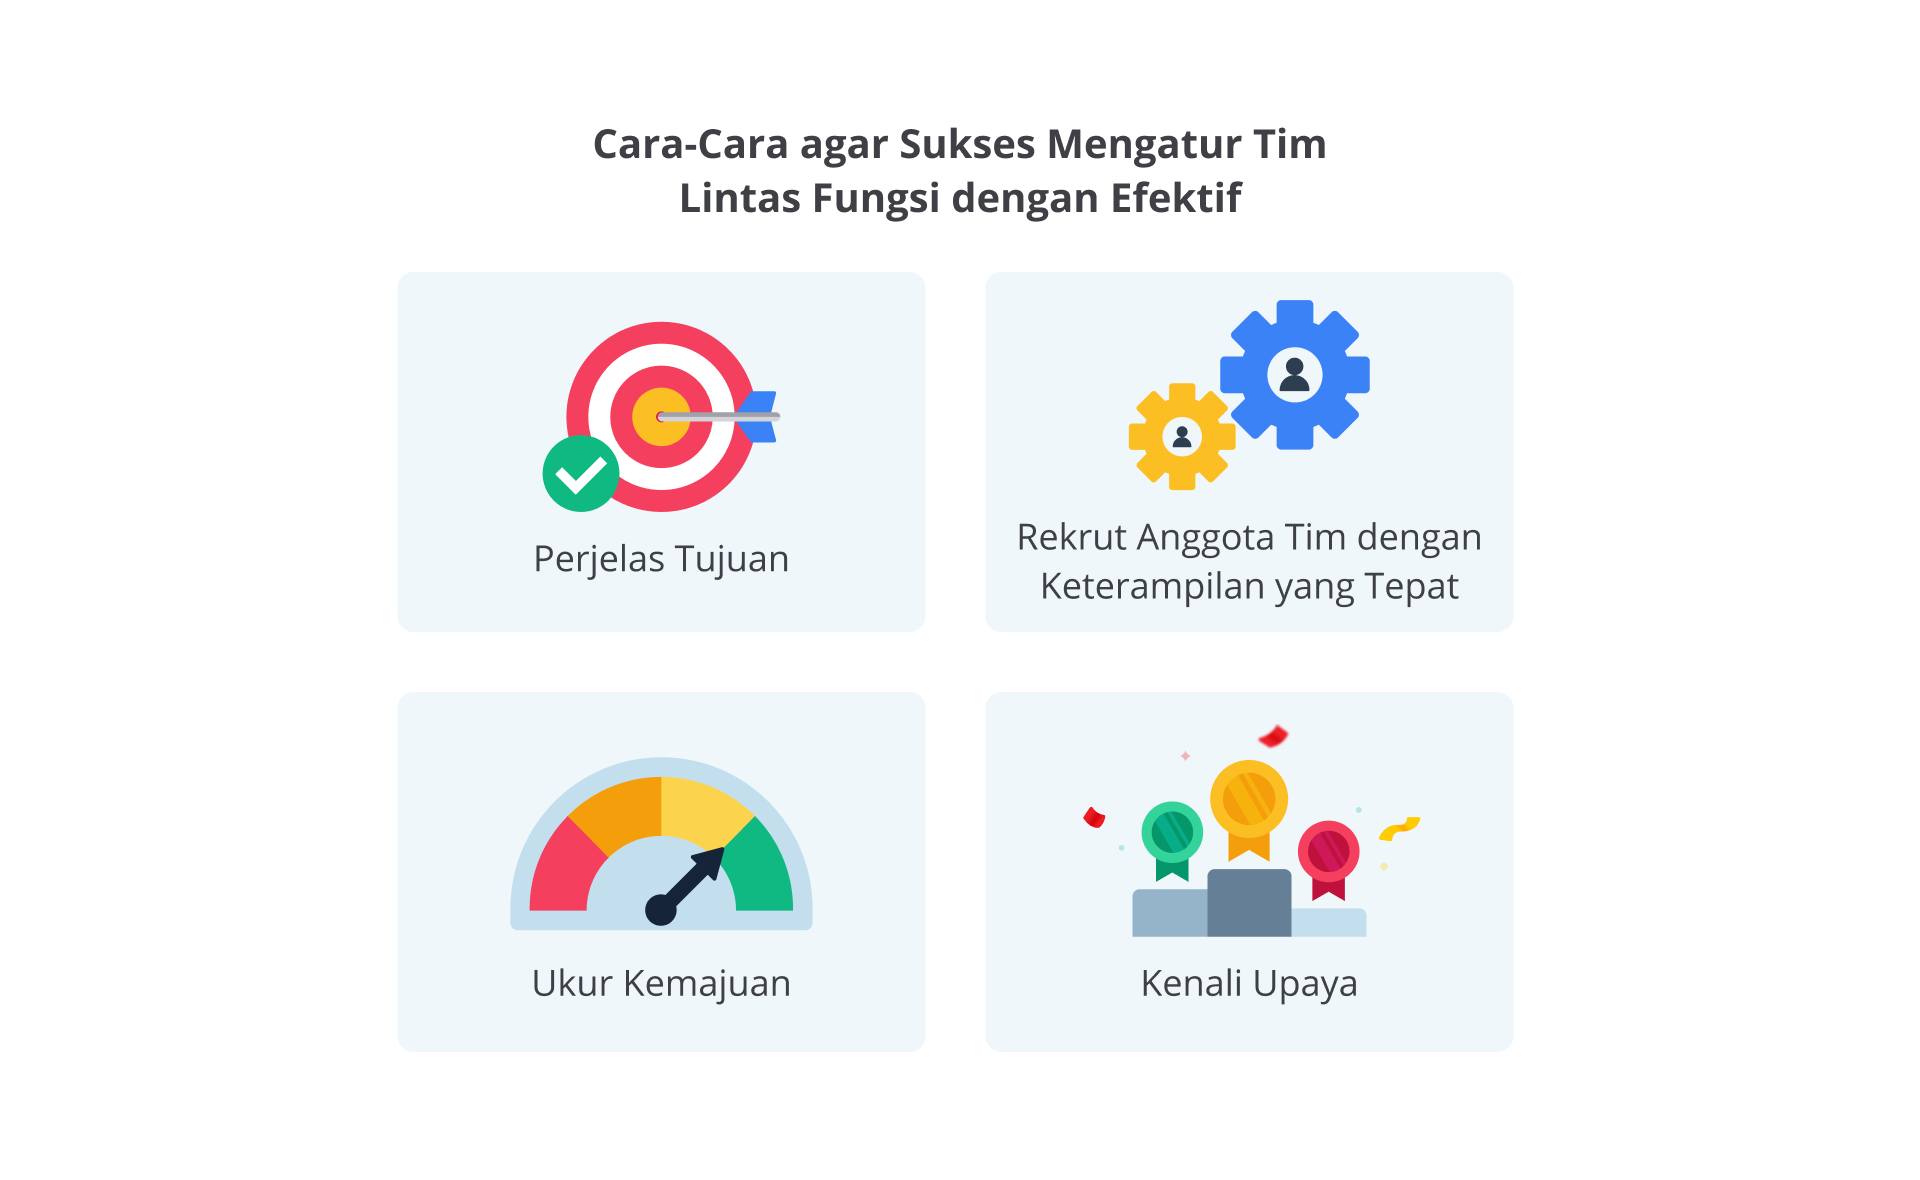 Cara-Cara agar Sukses Mengatur Tim
Lintas Fungsi dengan Efektif
Perjelas Tujuan
Rekrut Anggota Tim dengan
Keterampilan yang Tepat
Ukur Kemajuan
Kenali Upaya